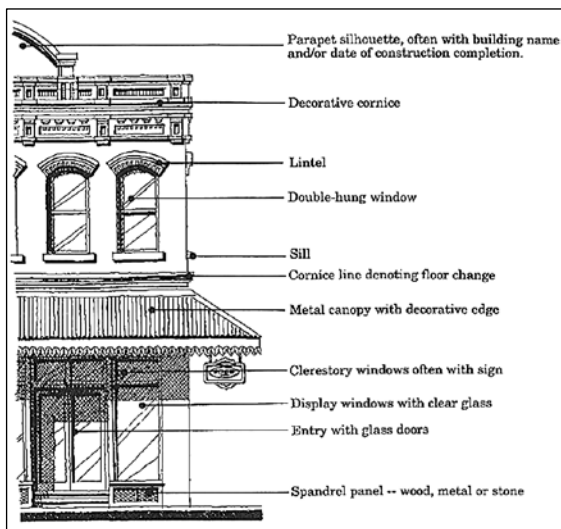 Parapet silhouette, often with building name
and/or date of construction completion.
Decorative cornice
Lintel
Double-hung window
Sill
Cornice line denoting floor change
Metal canopy with decorative edge
Clerestory windows often with sign
Display windows with clear glass
Entry with glass doors
Spandrel panel -- wood, metal or stone